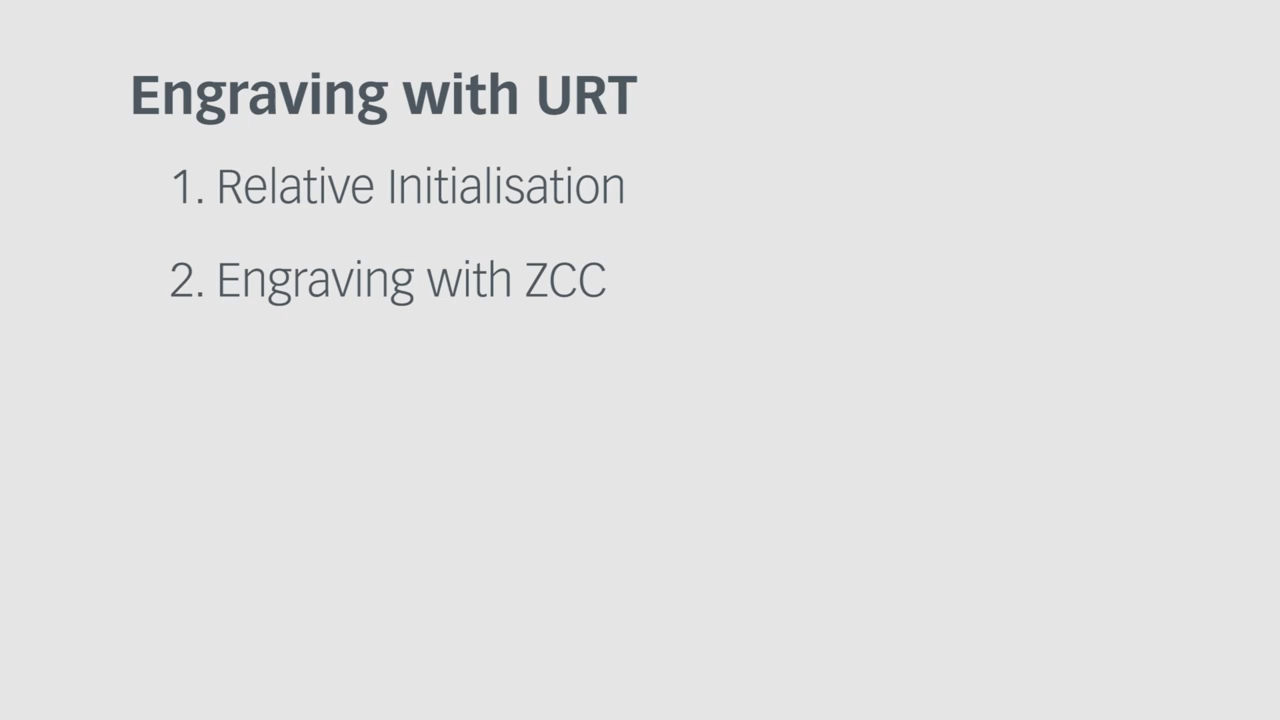 Engraving with URT
1. Relative Initialisation
2. Engraving with ZCC